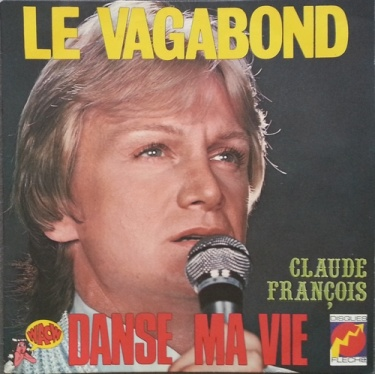 LE VAGABOND
CLAUDE
FRANÇOIS
DANSE MA VIE
DISQUES
FLECHE